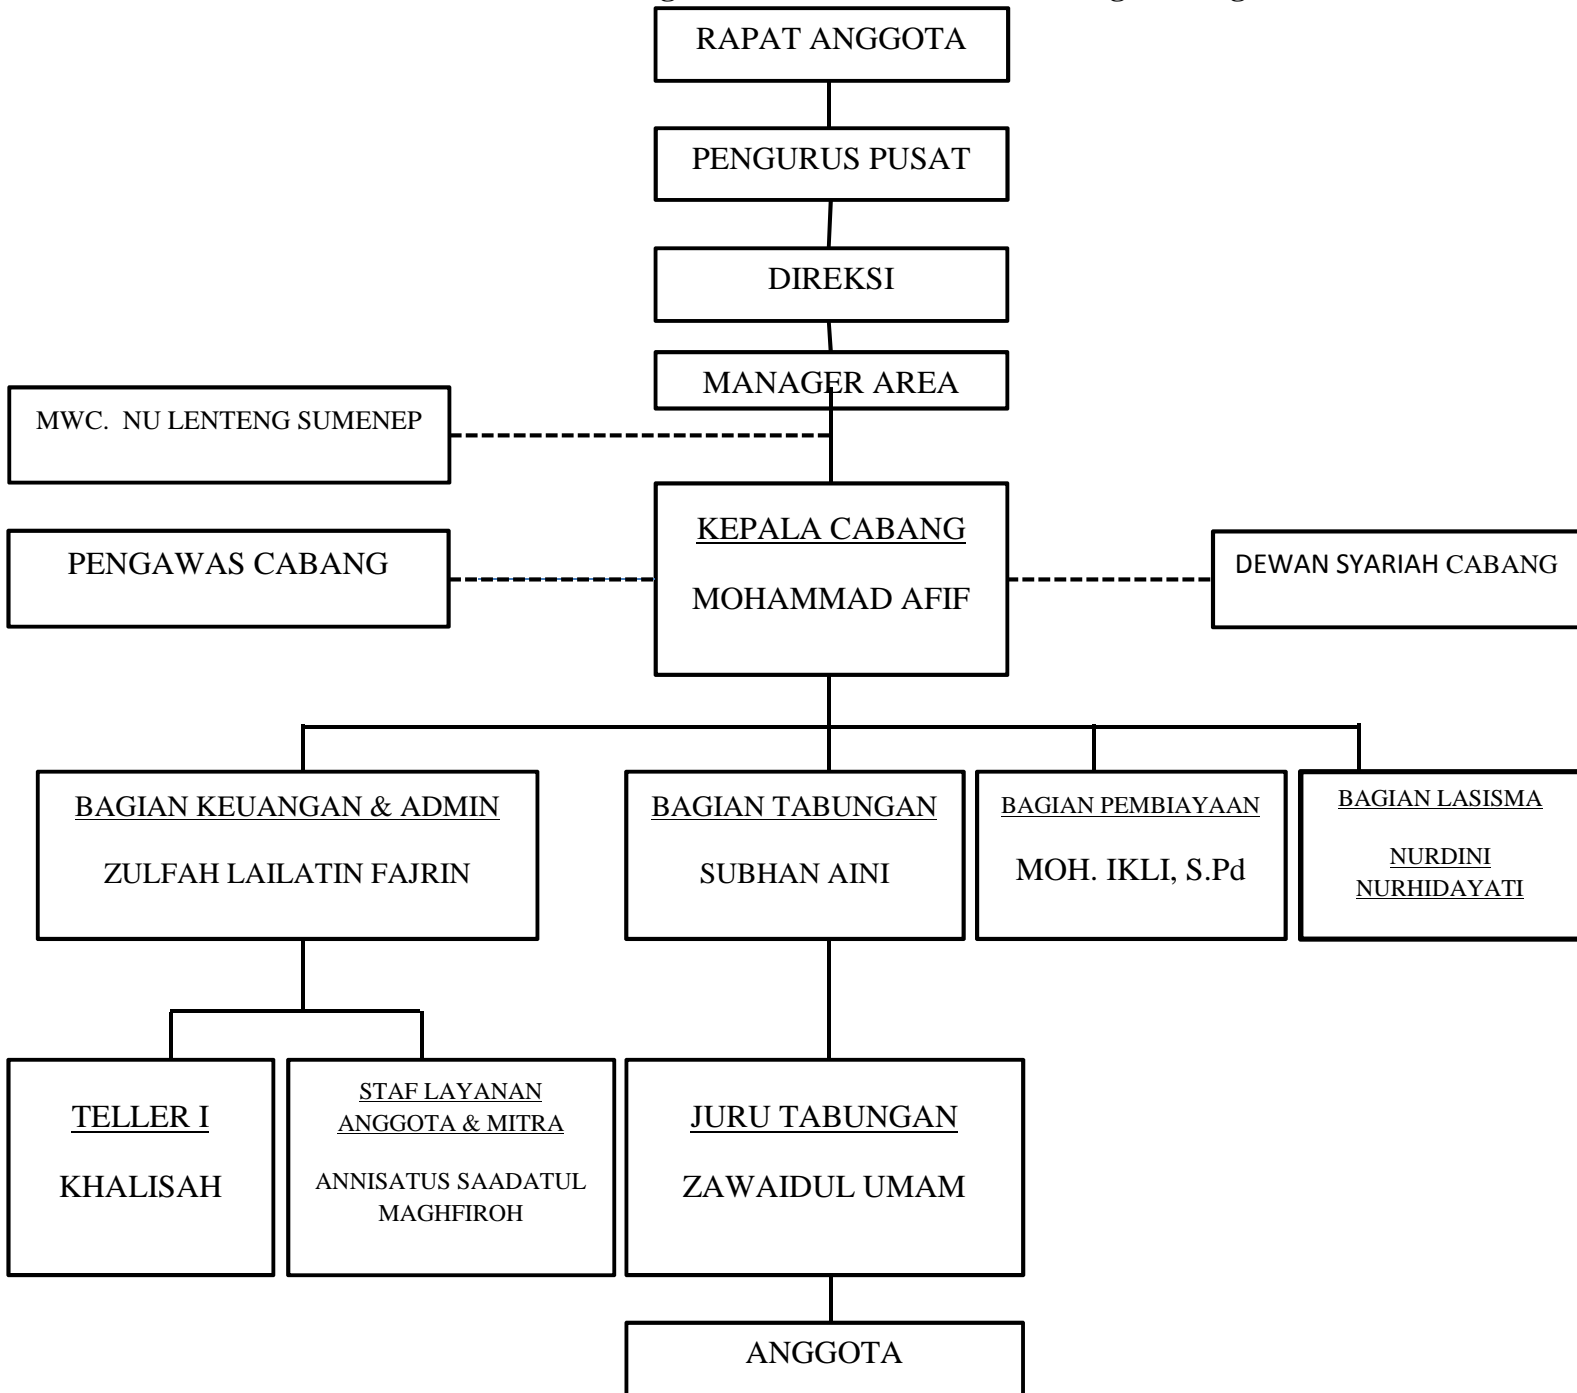 RAPAT ANGGOTA
PENGURUS PUSAT
DIREKSI
MANAGER AREA
MWC. NU LENTENG SUMENEP
KEPALA CABANG
MOHAMMAD AFIF
PENGAWAS CABANG
DEWAN SYARIAH CABANG
BAGIAN KEUANGAN & ADMIN
ZULFAH LAILATIN FAJRIN
BAGIAN TABUNGAN
SUBHAN AINI
BAGIAN PEMBIAYAAN
MOH. IKLI, S.Pd
BAGIAN LASISMA
NURDINI
NURHIDAYATI
TELLER I
KHALISAH
STAF LAYANAN
ANGGOTA & MITRA
ANNISATUS SAADATUL
MAGHFIROH
JURU TABUNGAN
ZAWAIDUL UMAM
ANGGOTA